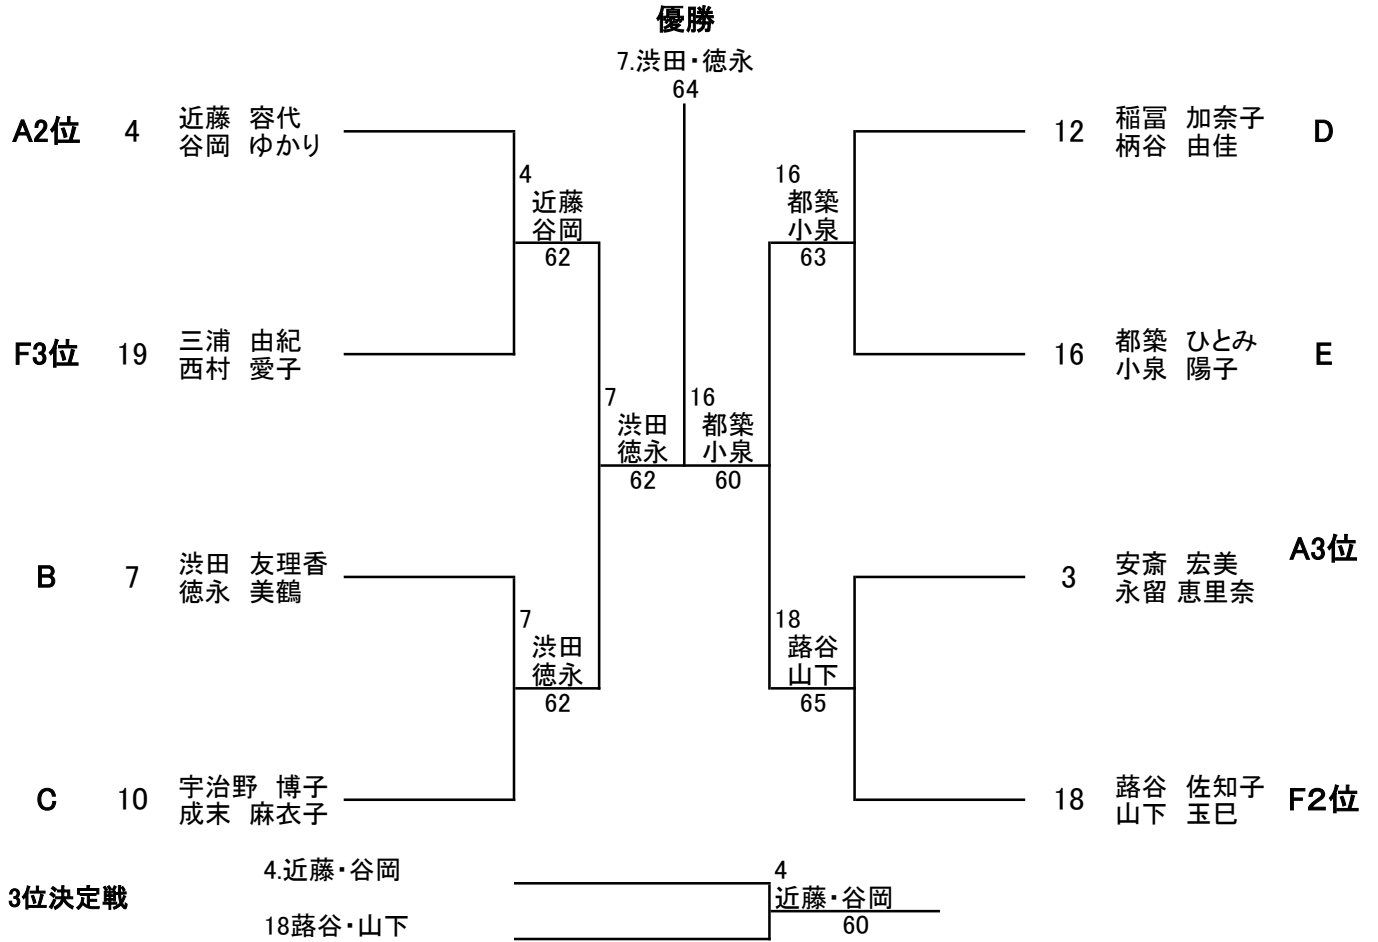 優勝
7.渋田・徳永
64
A2位 4 近藤 容代
谷岡 ゆかり
4
近藤
谷岡
62
F3位 19 三浦 由紀
西村 愛子
7
渋田
徳永
62
B 7 渋田 友理香
徳永 美鶴
7
渋田
徳永
62
C 10 宇治野 博子
成末 麻衣子
12 稲冨 加奈子 D
柄谷 由佳
16
都築
小泉
63
16 都築 ひとみ E
小泉 陽子
16
都築
小泉
60
A3位
3 安斎 宏美
永留 恵里奈
18
蕗谷
山下
65
18 蕗谷 佐知子 F2位
山下 玉巳
3位決定戦
4.近藤・谷岡
18蕗谷・山下
4
近藤・谷岡
60